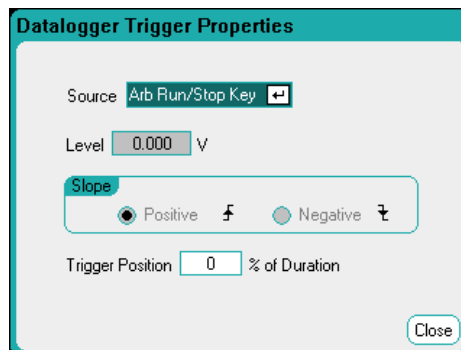 Datalogger Trigger Properties
Source Arb Run/Stop Key
Level 0.000 V
Slope
Positive Negative
Trigger Position 0 % of Duration
Close